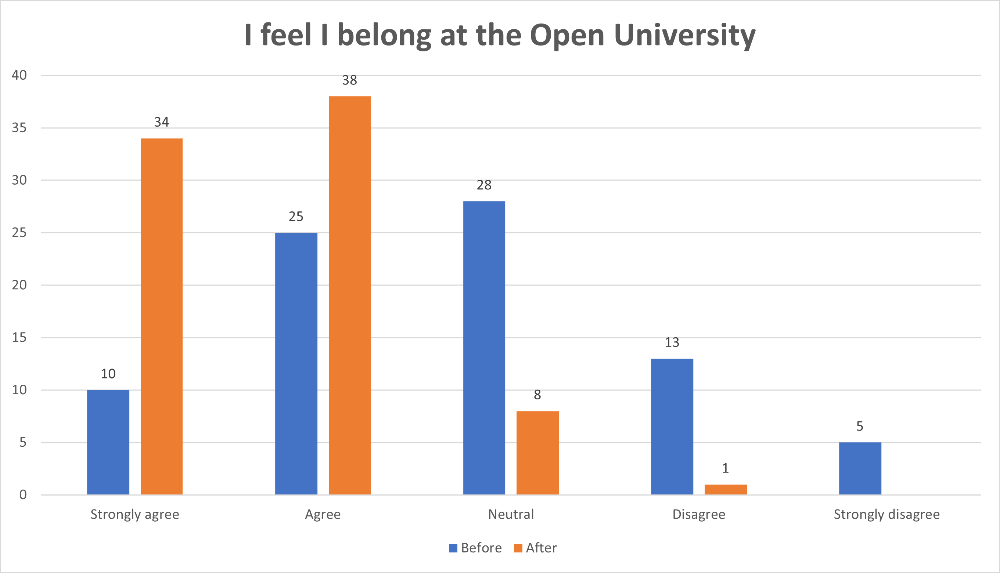 I feel I belong at the Open University
40
35
30
25
20
15
10
5
0
10
34
25
38
28
8
13
1
5
Strongly agree
Agree
Neutral
Disagree
Strongly disagree
Before
After